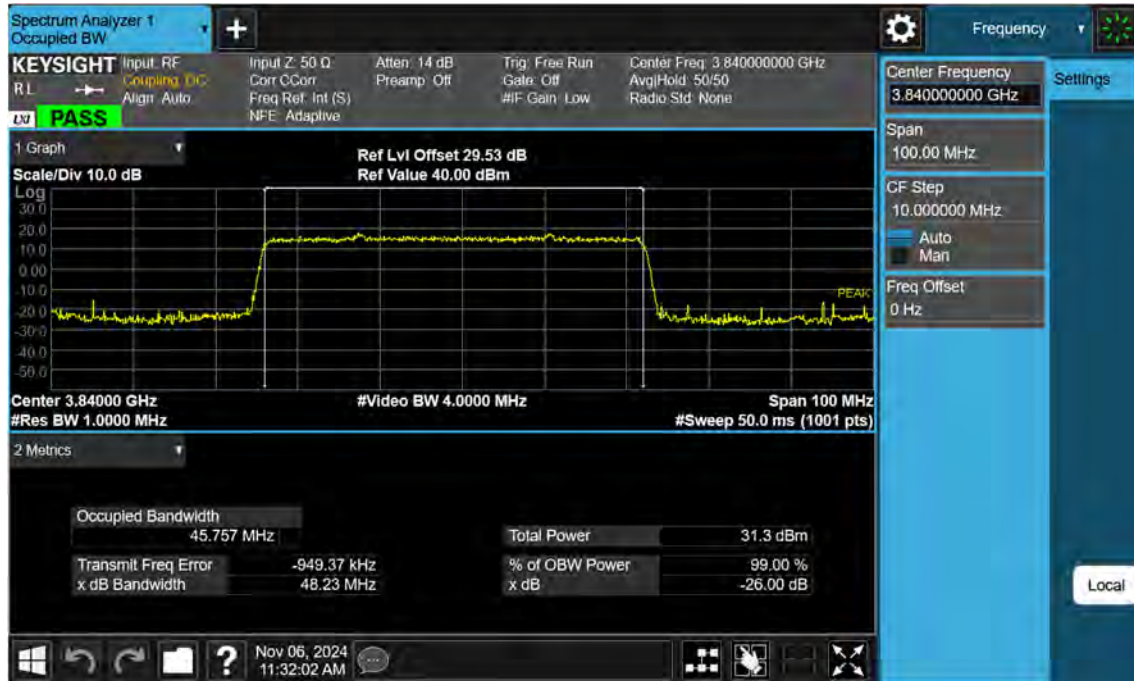 Spectrum Analyzer 1
Occupied BW
+
Frequency
KEYSIGHT
Input: RF
Coupling: DC
Align: Auto
Input Z: 50 Ω
Corr CCorr
Freq Ref: Int (S)
NFE: Adaptive
Atten: 14 dB
Preamp: Off
Trig: Free Run
Gate: Off
#IF Gain: Low
Center Freq: 3.840000000 GHz
Avg|Hold: 50/50
Radio Std: None
RL
LXI
PASS
Center Frequency
3.840000000 GHz
Settings
Span
100.00 MHz
CF Step
10.000000 MHz
Auto
Man
Freq Offset
0 Hz
1 Graph
Ref Lvl Offset 29.53 dB
Scale/Div 10.0 dB
Ref Value 40.00 dBm
Log
30.0
20.0
10.0
0.00
-10.0
-20.0
-30.0
-40.0
-50.0
PEAK
Center 3.84000 GHz
#Video BW 4.0000 MHz
Span 100 MHz
#Res BW 1.0000 MHz
#Sweep 50.0 ms (1001 pts)
2 Metrics
Occupied Bandwidth
45.757 MHz
Total Power 31.3 dBm
Transmit Freq Error -949.37 kHz
% of OBW Power 99.00 %
x dB Bandwidth 48.23 MHz
x dB -26.00 dB
Local
?
Nov 06, 2024
11:32:02 AM